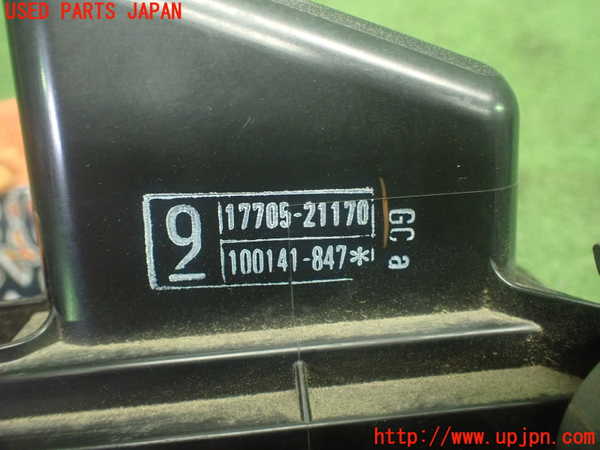 USED PARTS JAPAN
9
17705-21170
100141-847*
GC a
http://www.upjpn.com/